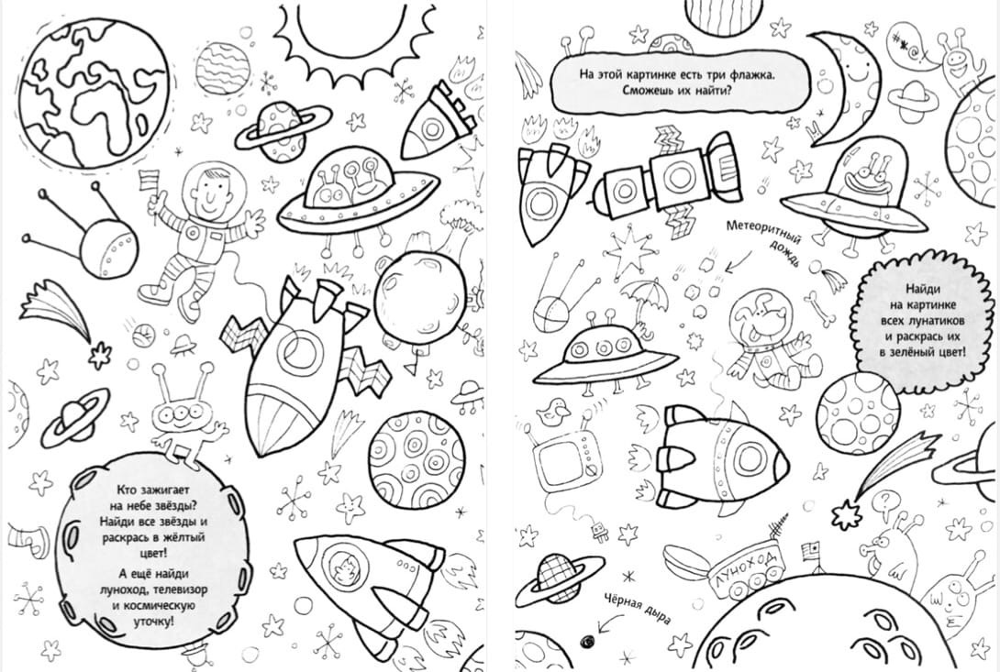 Кто зажигает
на небе звёзды?
Найди все звёзды и
раскрась в жёлтый
цвет!
А ещё найди
луноход, телевизор
и космическую
уточку!
На этой картинке есть три флажка.
Сможешь их найти?
Метеоритный
дождь
Найди
на картинке
всех лунатиков
и раскрась их
в зелёный цвет!
?
ЛУНОХОД
Чёрная дыра